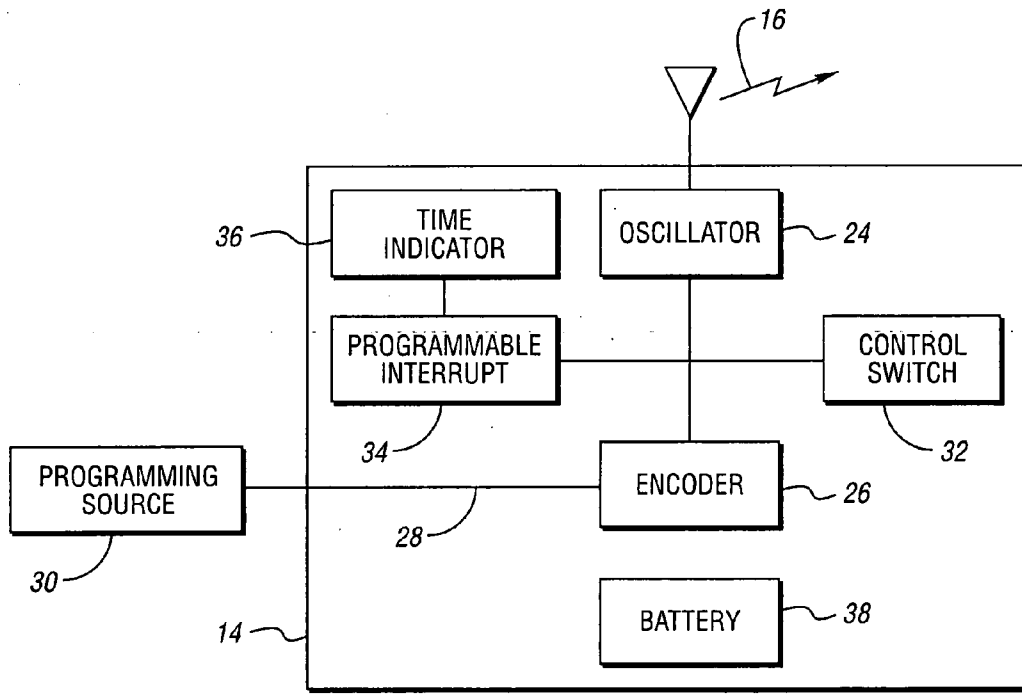 16
TIME
INDICATOR
36
OSCILLATOR
24
PROGRAMMABLE
INTERRUPT
34
CONTROL
SWITCH
32
PROGRAMMING
SOURCE
30
28
ENCODER
26
14
BATTERY
38